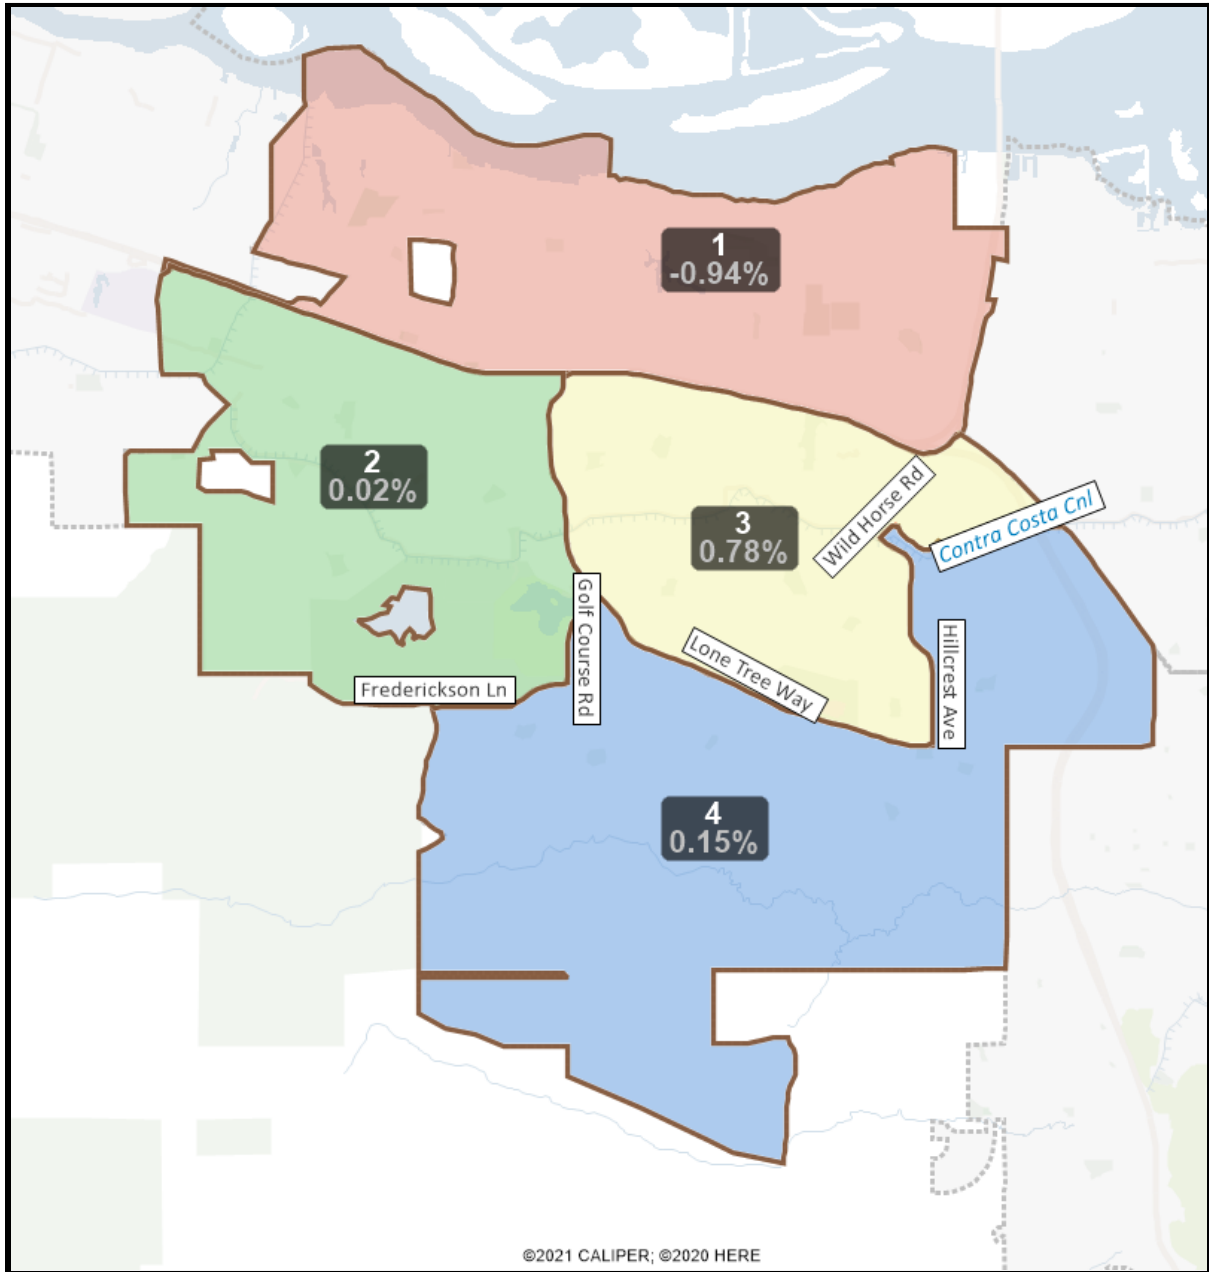 1
-0.94%
2
0.02%
3
0.78%
Wild Horse Rd
Contra Costa Cnl
Golf Course Rd
Lone Tree Way
Hillcrest Ave
Frederickson Ln
4
0.15%
©2021 CALIPER; ©2020 HERE